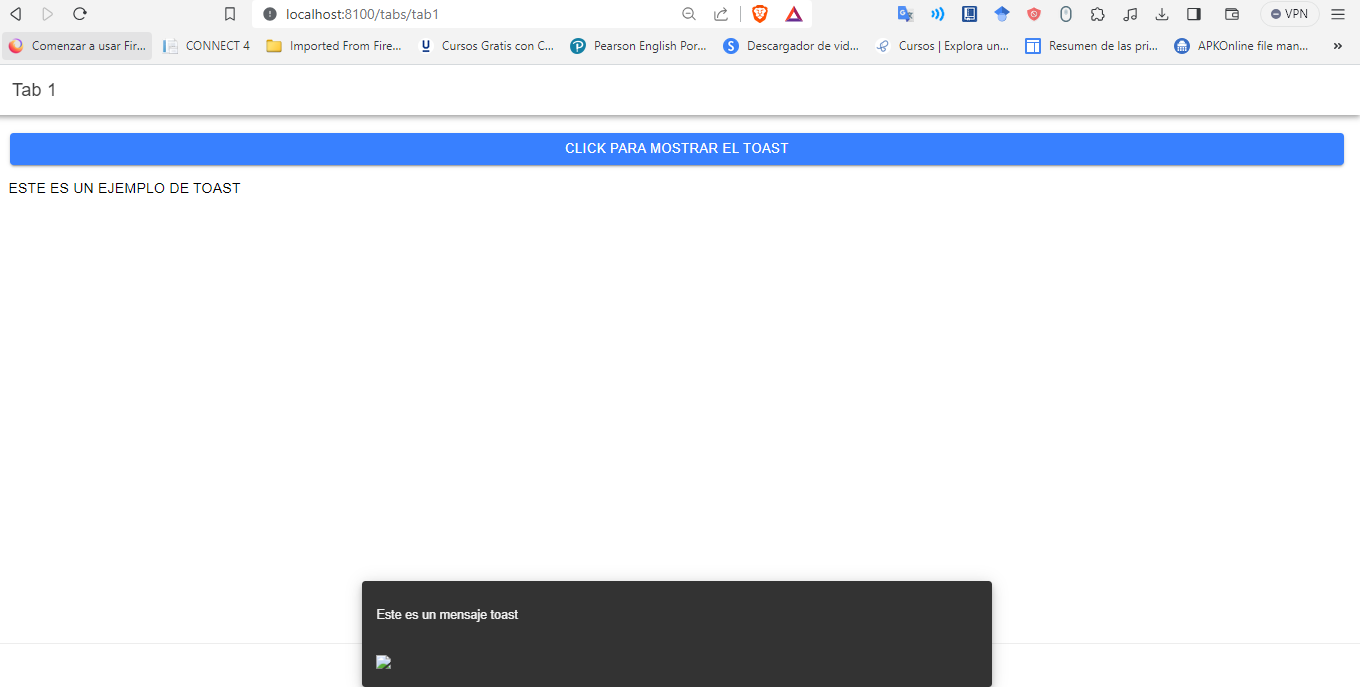 localhost:8100/tabs/tab1
VPN
Comenzar a usar Fir... CONNECT 4 Imported From Fire... Cursos Gratis con C... Pearson English Por... Descargador de vid... Cursos | Explora un... Resumen de las pri... APKOnline file man... »
Tab 1
CLICK PARA MOSTRAR EL TOAST
ESTE ES UN EJEMPLO DE TOAST
Este es un mensaje toast